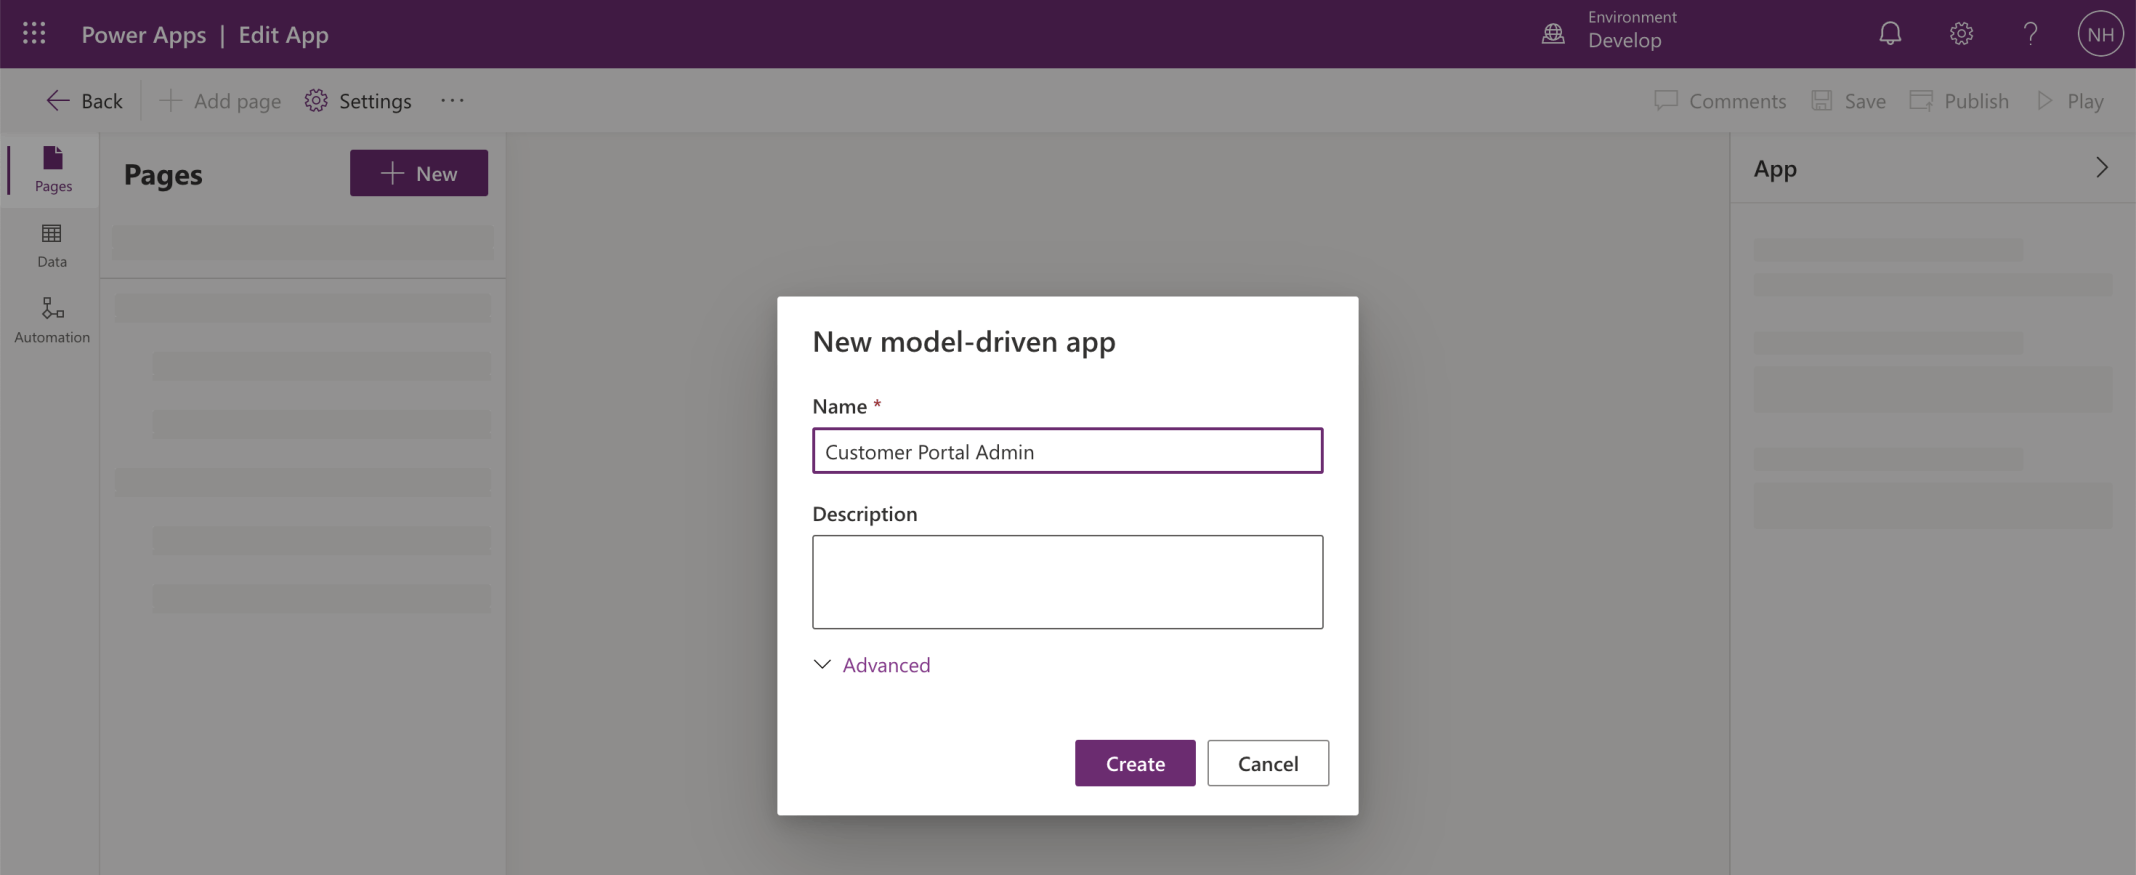 Power Apps | Edit App
Environment
Develop
?
NH
Back
Add page
Settings
...
Comments
Save
Publish
Play
Pages
Data
Automation
Pages
+ New
App
New model-driven app
Name *
Customer Portal Admin
Description
Advanced
Create
Cancel